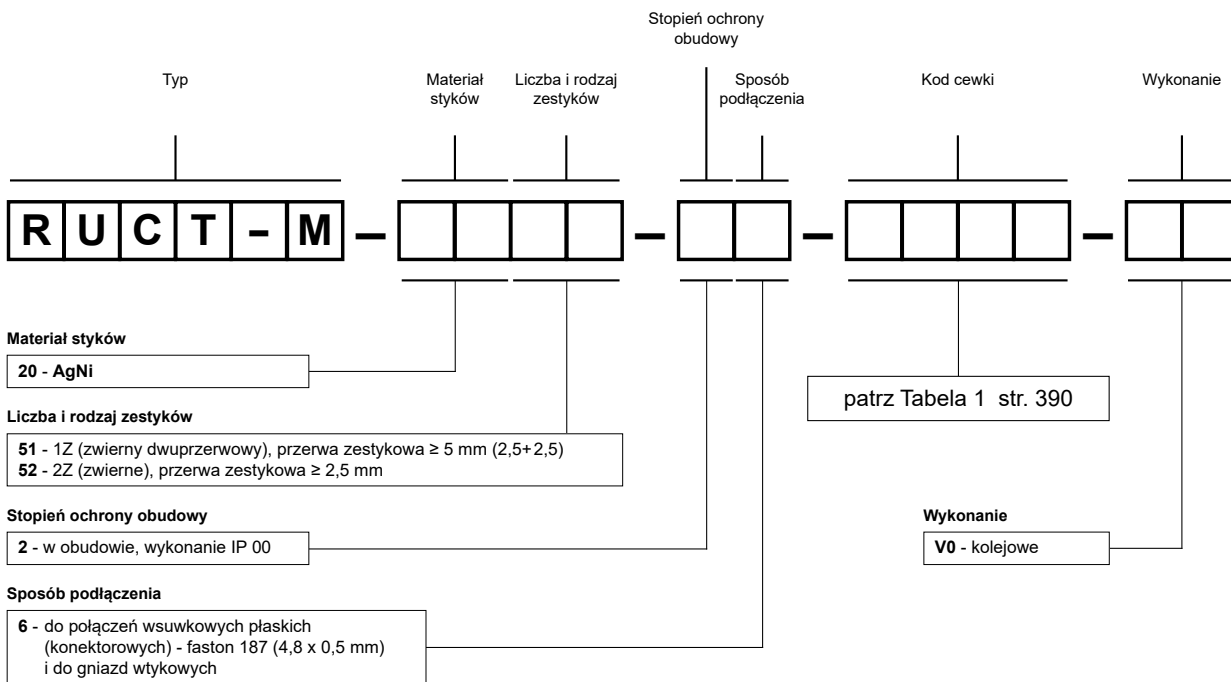 Stopień ochrony
obudowy
Typ
Materiał
styków
Liczba i rodzaj
zestyków
Sposób
podłączenia
Kod cewki
Wykonanie
RUCT-M – – – –
Materiał styków
20 - AgNi
patrz Tabela 1 str. 390
Liczba i rodzaj zestyków
51 - 1Z (zwierny dwuprzerwowy), przerwa zestykowa ≥ 5 mm (2,5+2,5)
52 - 2Z (zwierne), przerwa zestykowa ≥ 2,5 mm
Stopień ochrony obudowy
2 - w obudowie, wykonanie IP 00
Wykonanie
V0 - kolejowe
Sposób podłączenia
6 - do połączeń wsuwkowych płaskich
(konektorowych) - faston 187 (4,8 x 0,5 mm)
i do gniazd wtykowych